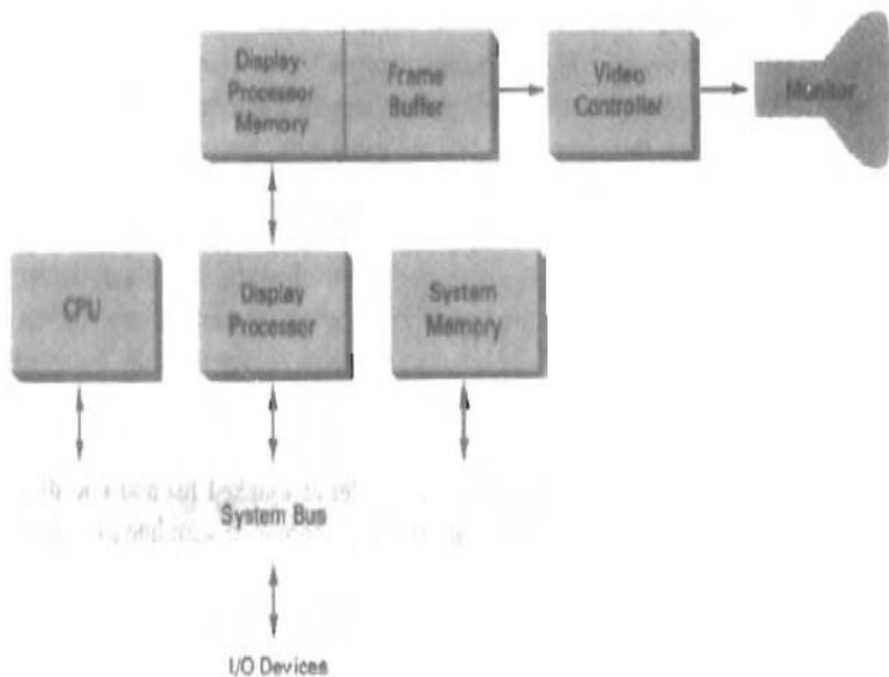 Display-
Processor
Memory
Frame
Buffer
Video
Controller
Monitor
CPU
Display
Processor
System
Memory
System Bus
I/O Devices